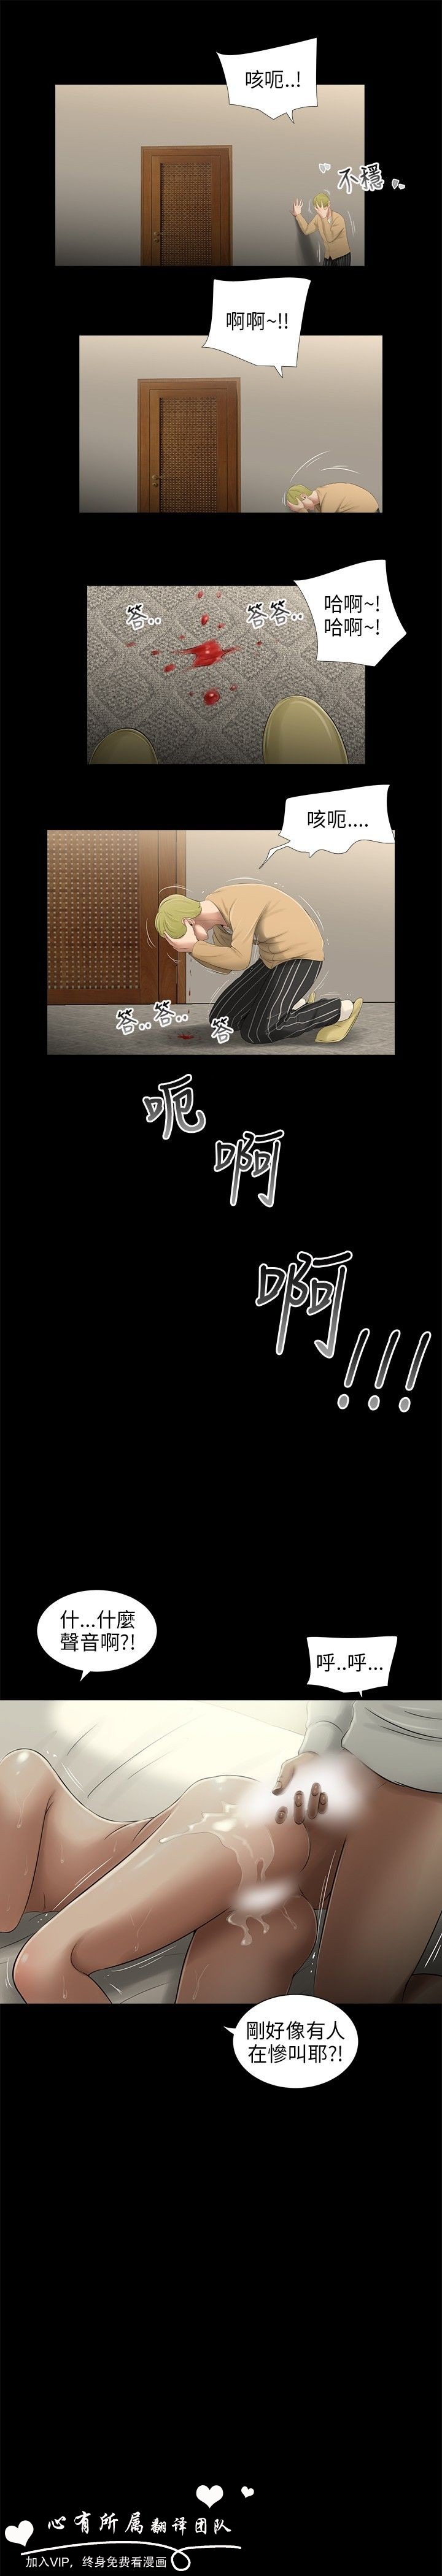 咳呃..!
不穩
啊啊~!!
答..
答答..
哈啊~!
哈啊~!
咳呃....
答..答..
答
呃
啊
啊
!!!
什...什麼
聲音啊?!
呼..呼...
剛好像有人
在慘叫耶?!
心有所属翻译团队
加入VIP，终身免费看漫画